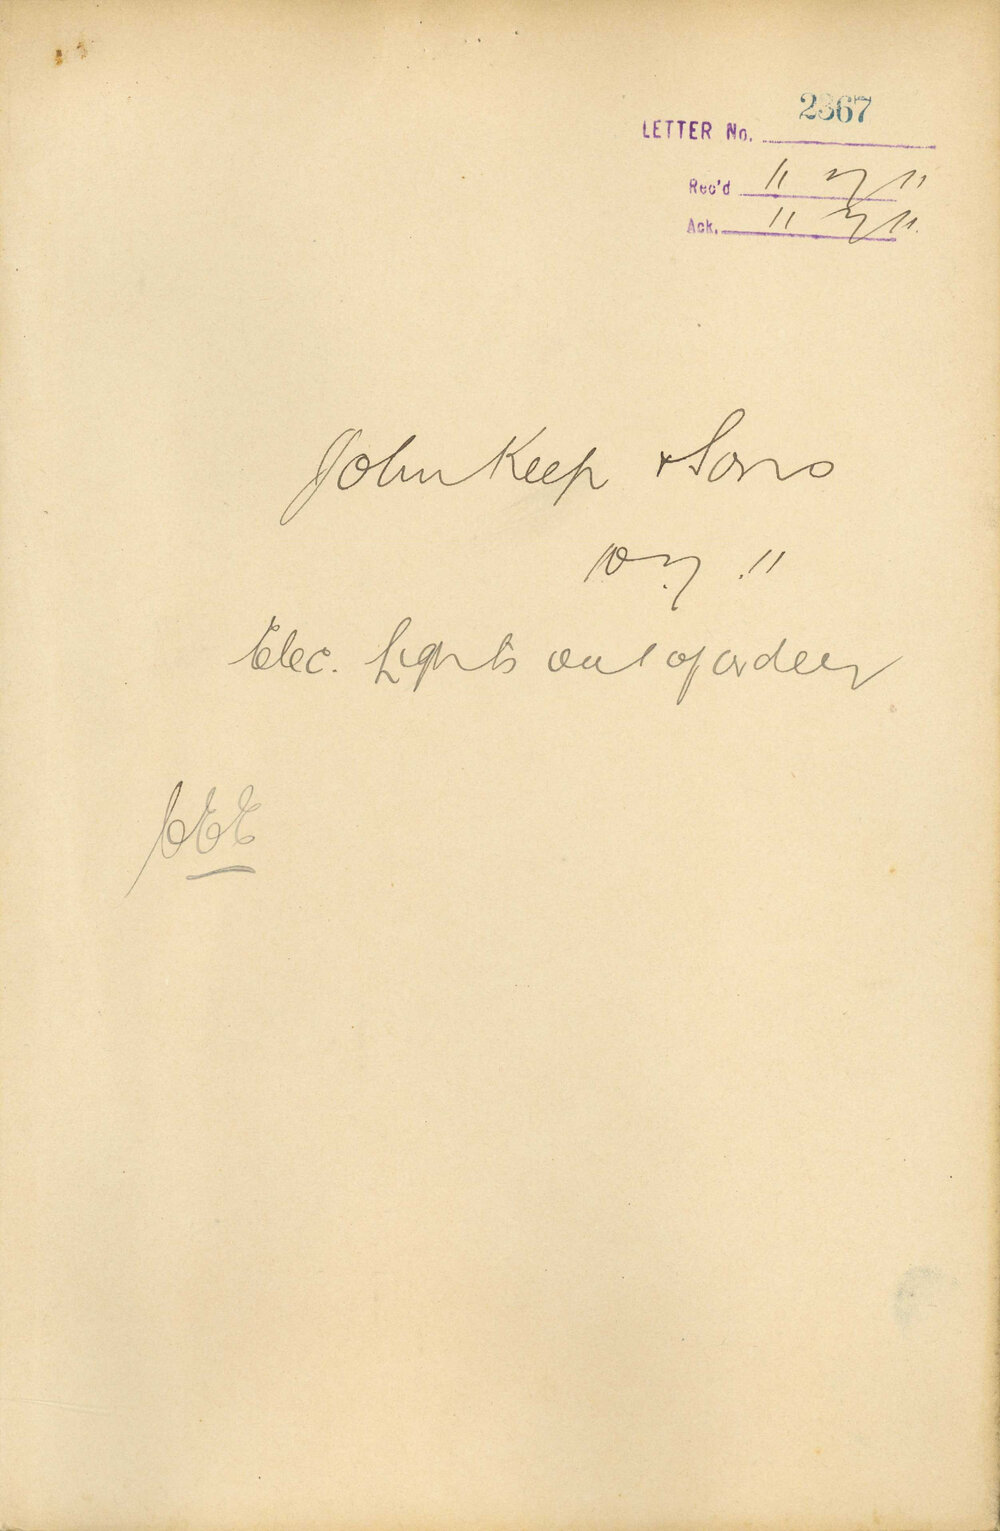 2367
LETTER No.
Rec'd 11 7 11
Ack. 11 7 11.
John Keep & Sons
10.7.11
Elec. Lights out of order
CEE